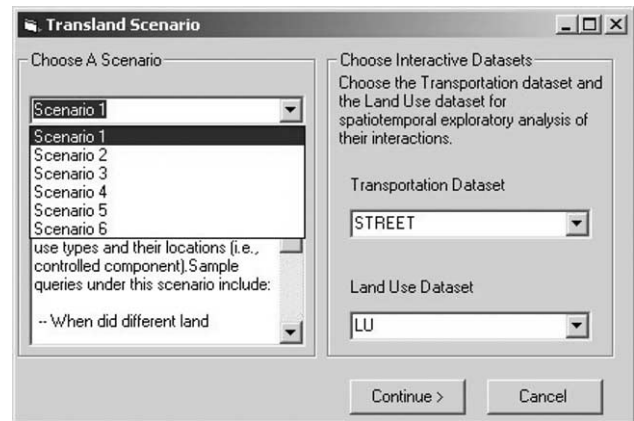 Transland Scenario
Choose A Scenario
Scenario 1
Scenario 1
Scenario 2
Scenario 3
Scenario 4
Scenario 5
Scenario 6
use types and their locations (i.e.,
controlled component).Sample
queries under this scenario include:
-- When did different land
Choose Interactive Datasets
Choose the Transportation dataset and
the Land Use dataset for
spatiotemporal exploratory analysis of
their interactions.
Transportation Dataset
STREET
Land Use Dataset
LU
Continue >
Cancel